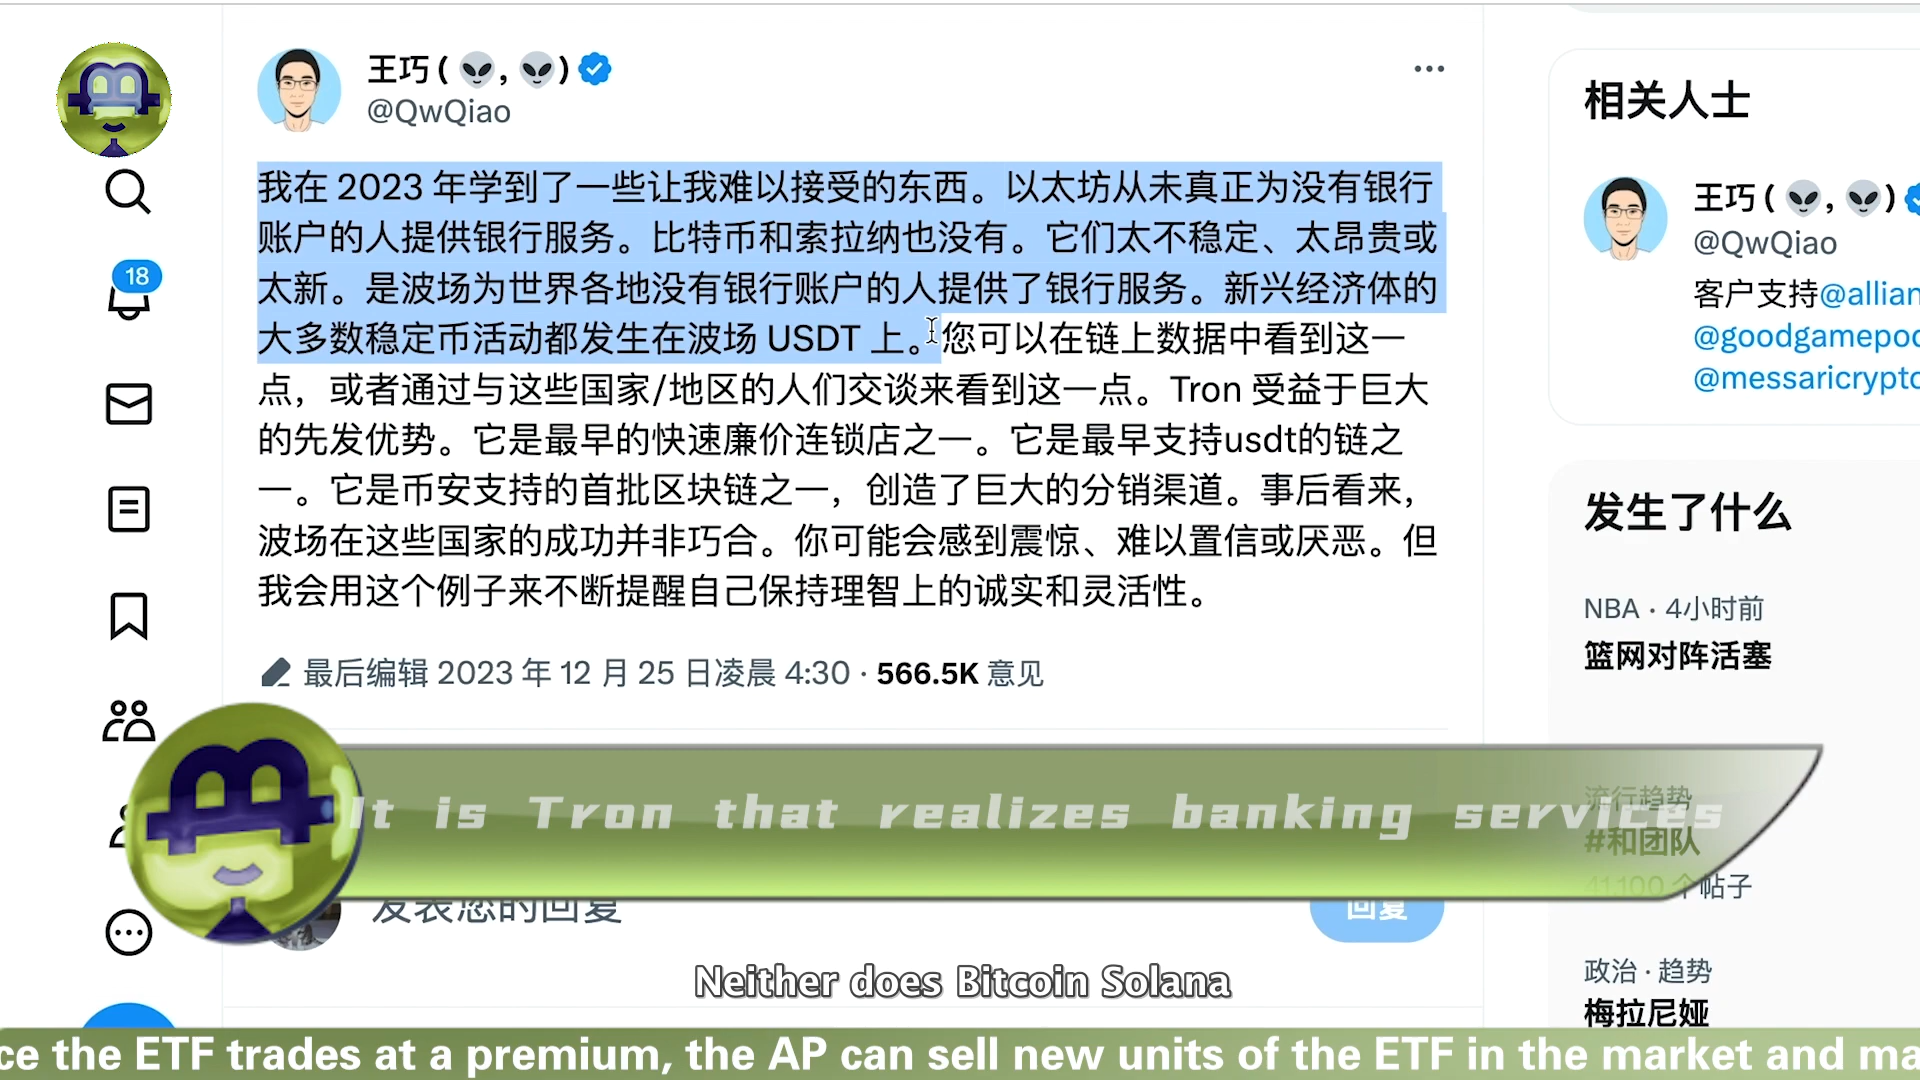 王巧 ( 👽, 👽 )
@QwQiao
我在 2023 年学到了一些让我难以接受的东西。以太坊从未真正为没有银行
账户的人提供银行服务。比特币和索拉纳也没有。它们太不稳定、太昂贵或
太新。是波场为世界各地没有银行账户的人提供了银行服务。新兴经济体的
大多数稳定币活动都发生在波场 USDT 上。您可以在链上数据中看到这一
点，或者通过与这些国家/地区的人们交谈来看到这一点。Tron 受益于巨大
的先发优势。它是最早的快速廉价连锁店之一。它是最早支持usdt的链之
一。它是币安支持的首批区块链之一，创造了巨大的分销渠道。事后看来，
波场在这些国家的成功并非巧合。你可能会感到震惊、难以置信或厌恶。但
我会用这个例子来不断提醒自己保持理智上的诚实和灵活性。
最后编辑 2023 年 12 月 25 日凌晨 4:30 · 566.5K 意见
18
It is Tron that realizes banking services
发表您的回复
回复
Neither does Bitcoin Solana
相关人士
王巧 ( 👽, 👽 )
@QwQiao
客户支持@allian
@goodgamepod
@messaricrypto
发生了什么
NBA · 4小时前
篮网对阵活塞
流行趋势
#和团队
41,100 个帖子
政治 · 趋势
梅拉尼娅
ce the ETF trades at a premium, the AP can sell new units of the ETF in the market and ma